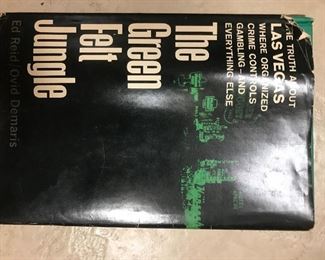 THE TRUTH ABOUT
LAS VEGAS
WHERE ORGANIZED
CRIME CONTROLS
GAMBLING—AND
EVERYTHING ELSE
The
Green
Felt
Jungle
Ed Reid Ovid Demaris